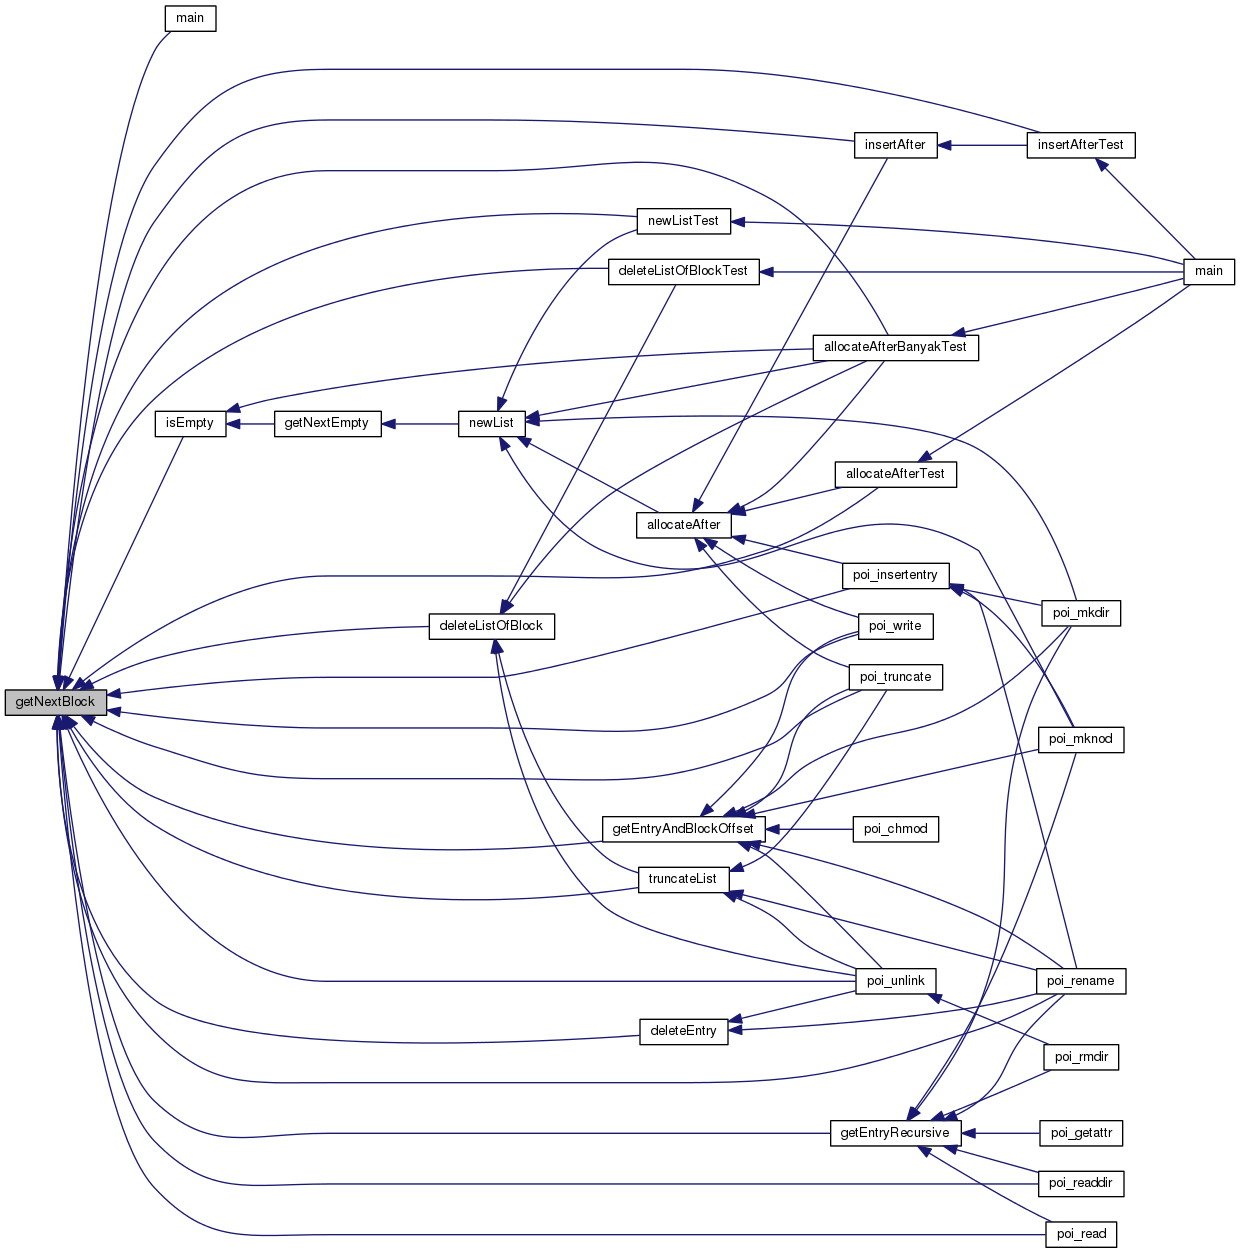 main
insertAfter
insertAfterTest
newListTest
deleteListOfBlockTest
main
allocateAfterBanyakTest
isEmpty
getNextEmpty
newList
allocateAfterTest
allocateAfter
poi_insertentry
poi_mkdir
deleteListOfBlock
poi_write
poi_truncate
getNextBlock
poi_mknod
getEntryAndBlockOffset
poi_chmod
truncateList
poi_unlink
poi_rename
deleteEntry
poi_rmdir
getEntryRecursive
poi_getattr
poi_readdir
poi_read